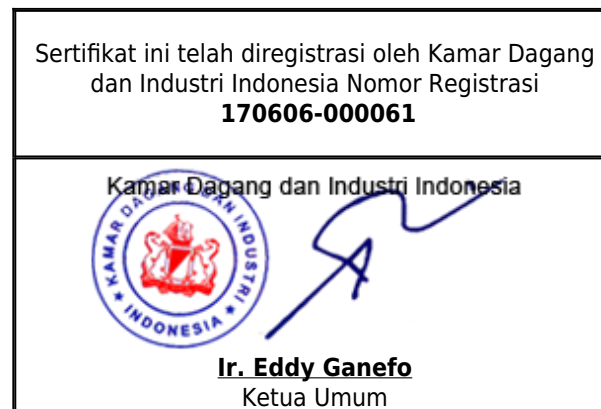 Sertifikat ini telah diregistrasi oleh Kamar Dagang
dan Industri Indonesia Nomor Registrasi
170606-000061
Kamar Dagang dan Industri Indonesia
KAMAR DAGANG DAN INDUSTRI
INDONESIA
Ir. Eddy Ganefo
Ketua Umum